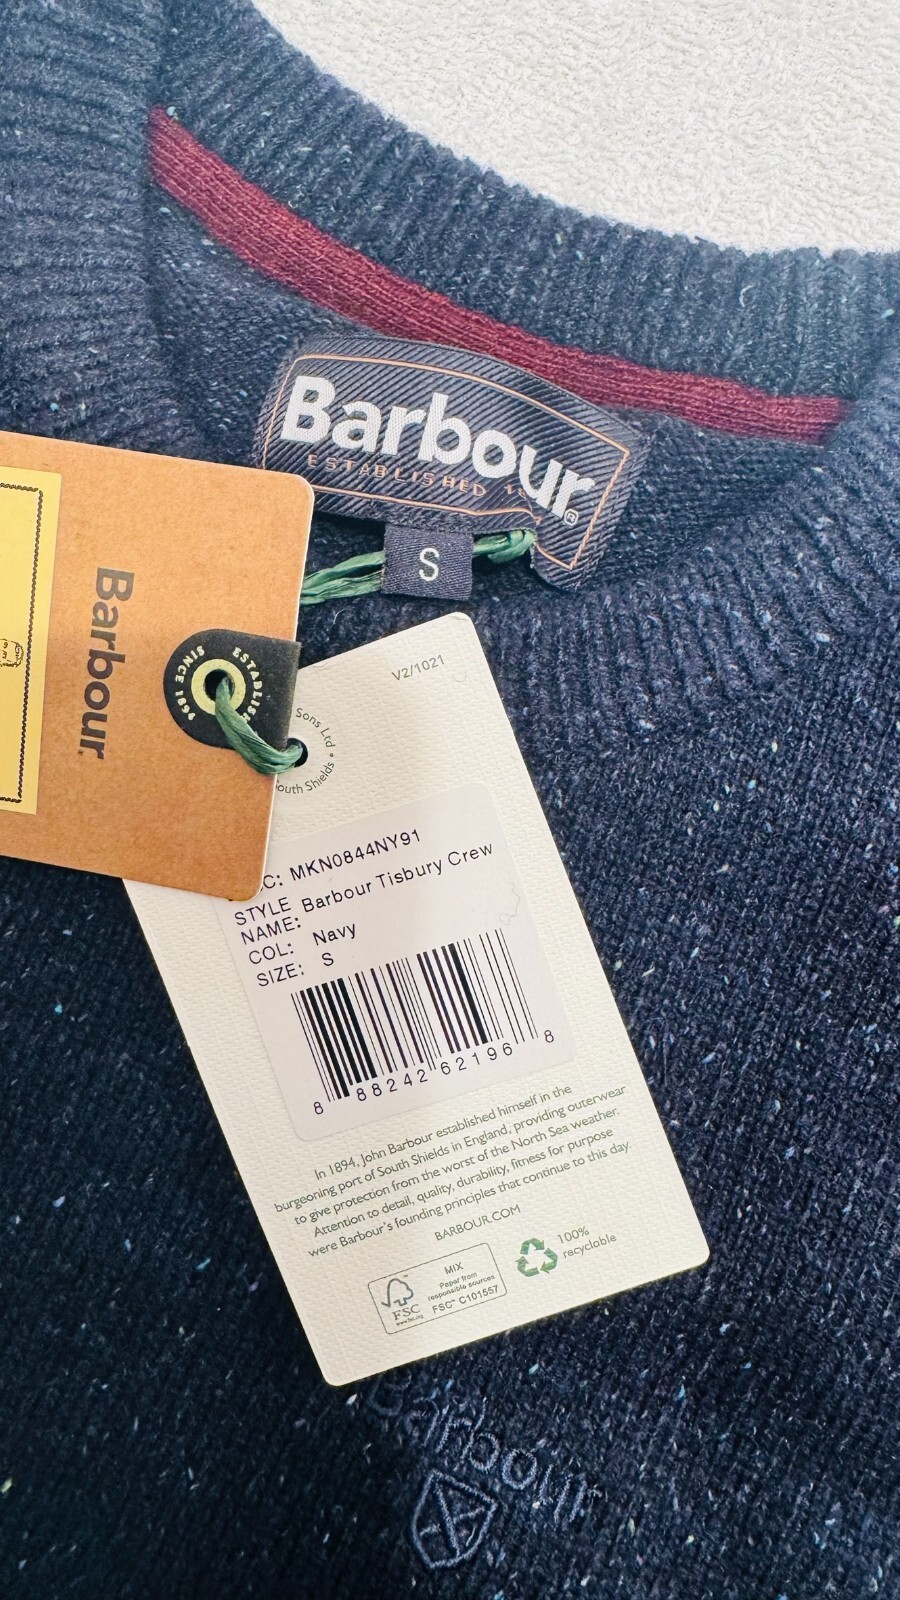 Barbour
ESTABLISHED
®
S
Barbour
SINCE 1894
V2/1021
Sons Ltd •
South Shields •
C: MKN0844NY91
STYLE
NAME: Barbour Tisbury Crew
COL: Navy
SIZE: S
8 88242 62196 8
In 1894, John Barbour established himself in the
burgeoning port of South Shields in England, providing outerwear
to give protection from the worst of the North Sea weather.
Attention to detail, quality, durability, fitness for purpose
were Barbour's founding principles that continue to this day.
BARBOUR.COM
FSC
www.fsc.org
MIX
Paper from
responsible sources
FSC™ C101557
100%
recyclable
Barbour